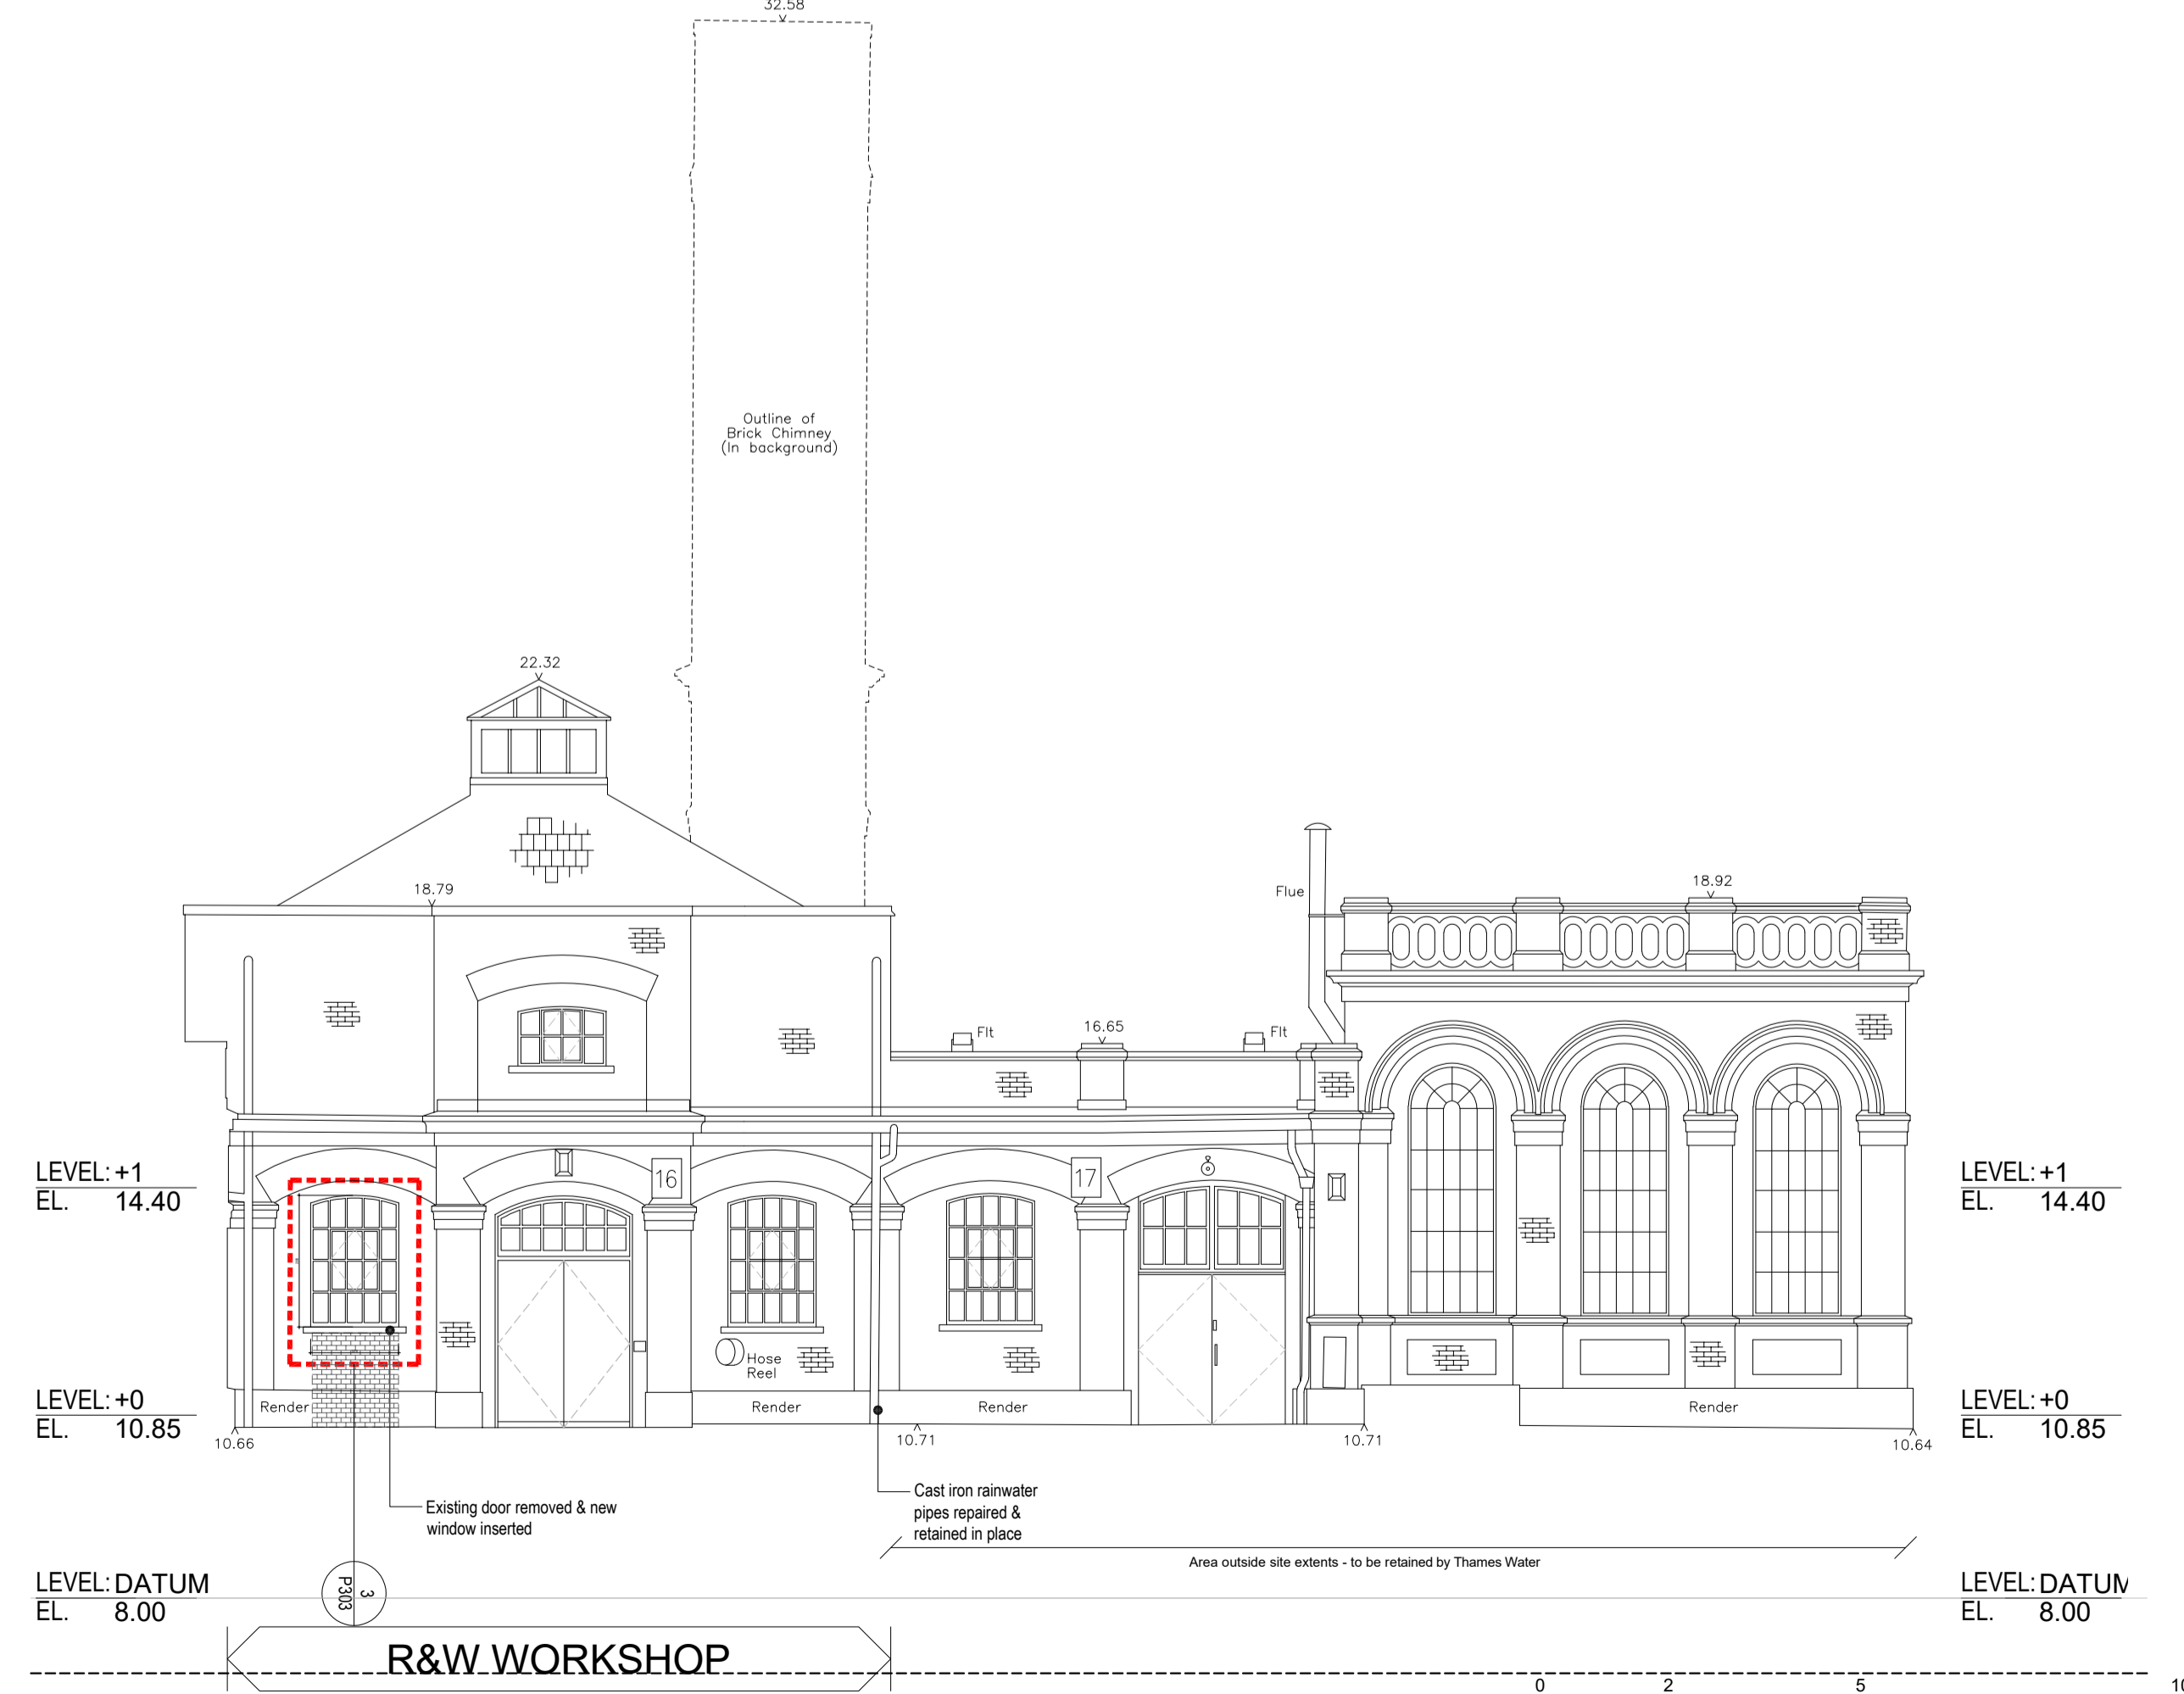 32.58
Outline of
Brick Chimney
(In background)
22.32
18.79
Flue
18.92
Flt
16.65
Flt
LEVEL: +1
EL. 14.40
16
17
LEVEL: +1
EL. 14.40
Hose
Reel
LEVEL: +0
EL. 10.85
Render
Render
Render
Render
LEVEL: +0
EL. 10.85
10.66
10.71
10.71
10.64
Existing door removed & new
window inserted
Cast iron rainwater
pipes repaired &
retained in place
Area outside site extents - to be retained by Thames Water
LEVEL: DATUM
EL. 8.00
3
P303
LEVEL: DATUM
EL. 8.00
R&W WORKSHOP
0 2 5 10